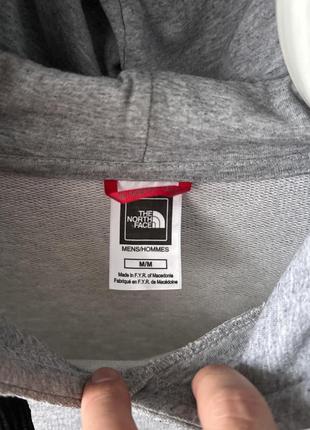 THE
NORTH
FACE
MENS/HOMMES
M/M
Made in F.Y.R. of Macedonia
Fabriqué en F.Y.R. de Macédoine